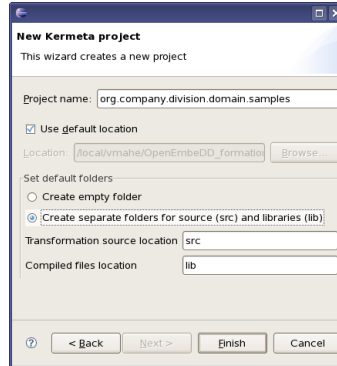 New Kermeta project
This wizard creates a new project
Project name: org.company.division.domain.samples
Use default location
Location: /local/vmahe/OpenEmbeDD_formation Browse...
Set default folders
Create empty folder
Create separate folders for source (src) and libraries (lib)
Transformation source location src
Compiled files location lib
? < Back Next > Finish Cancel